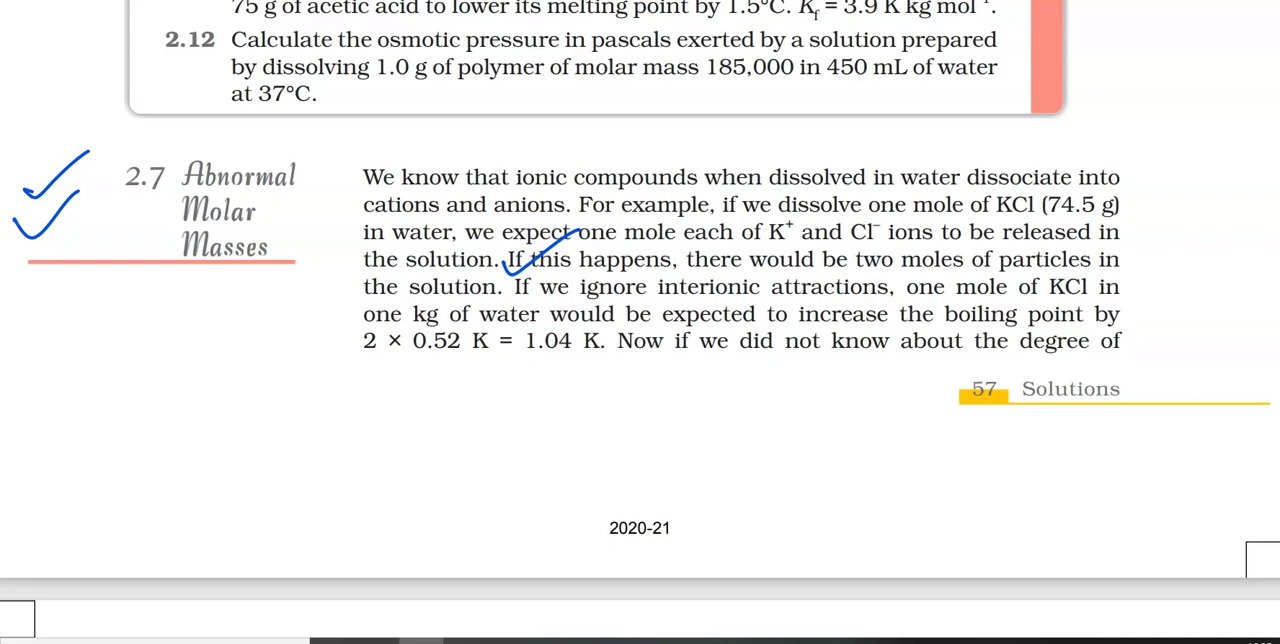 75 g of acetic acid to lower its melting point by 1.5°C. Kf = 3.9 K kg mol⁻¹.
2.12 Calculate the osmotic pressure in pascals exerted by a solution prepared
by dissolving 1.0 g of polymer of molar mass 185,000 in 450 mL of water
at 37°C.
2.7 Abnormal
Molar
Masses
We know that ionic compounds when dissolved in water dissociate into
cations and anions. For example, if we dissolve one mole of KCl (74.5 g)
in water, we expect one mole each of K⁺ and Cl⁻ ions to be released in
the solution. If this happens, there would be two moles of particles in
the solution. If we ignore interionic attractions, one mole of KCl in
one kg of water would be expected to increase the boiling point by
2 × 0.52 K = 1.04 K. Now if we did not know about the degree of
57 Solutions
2020-21